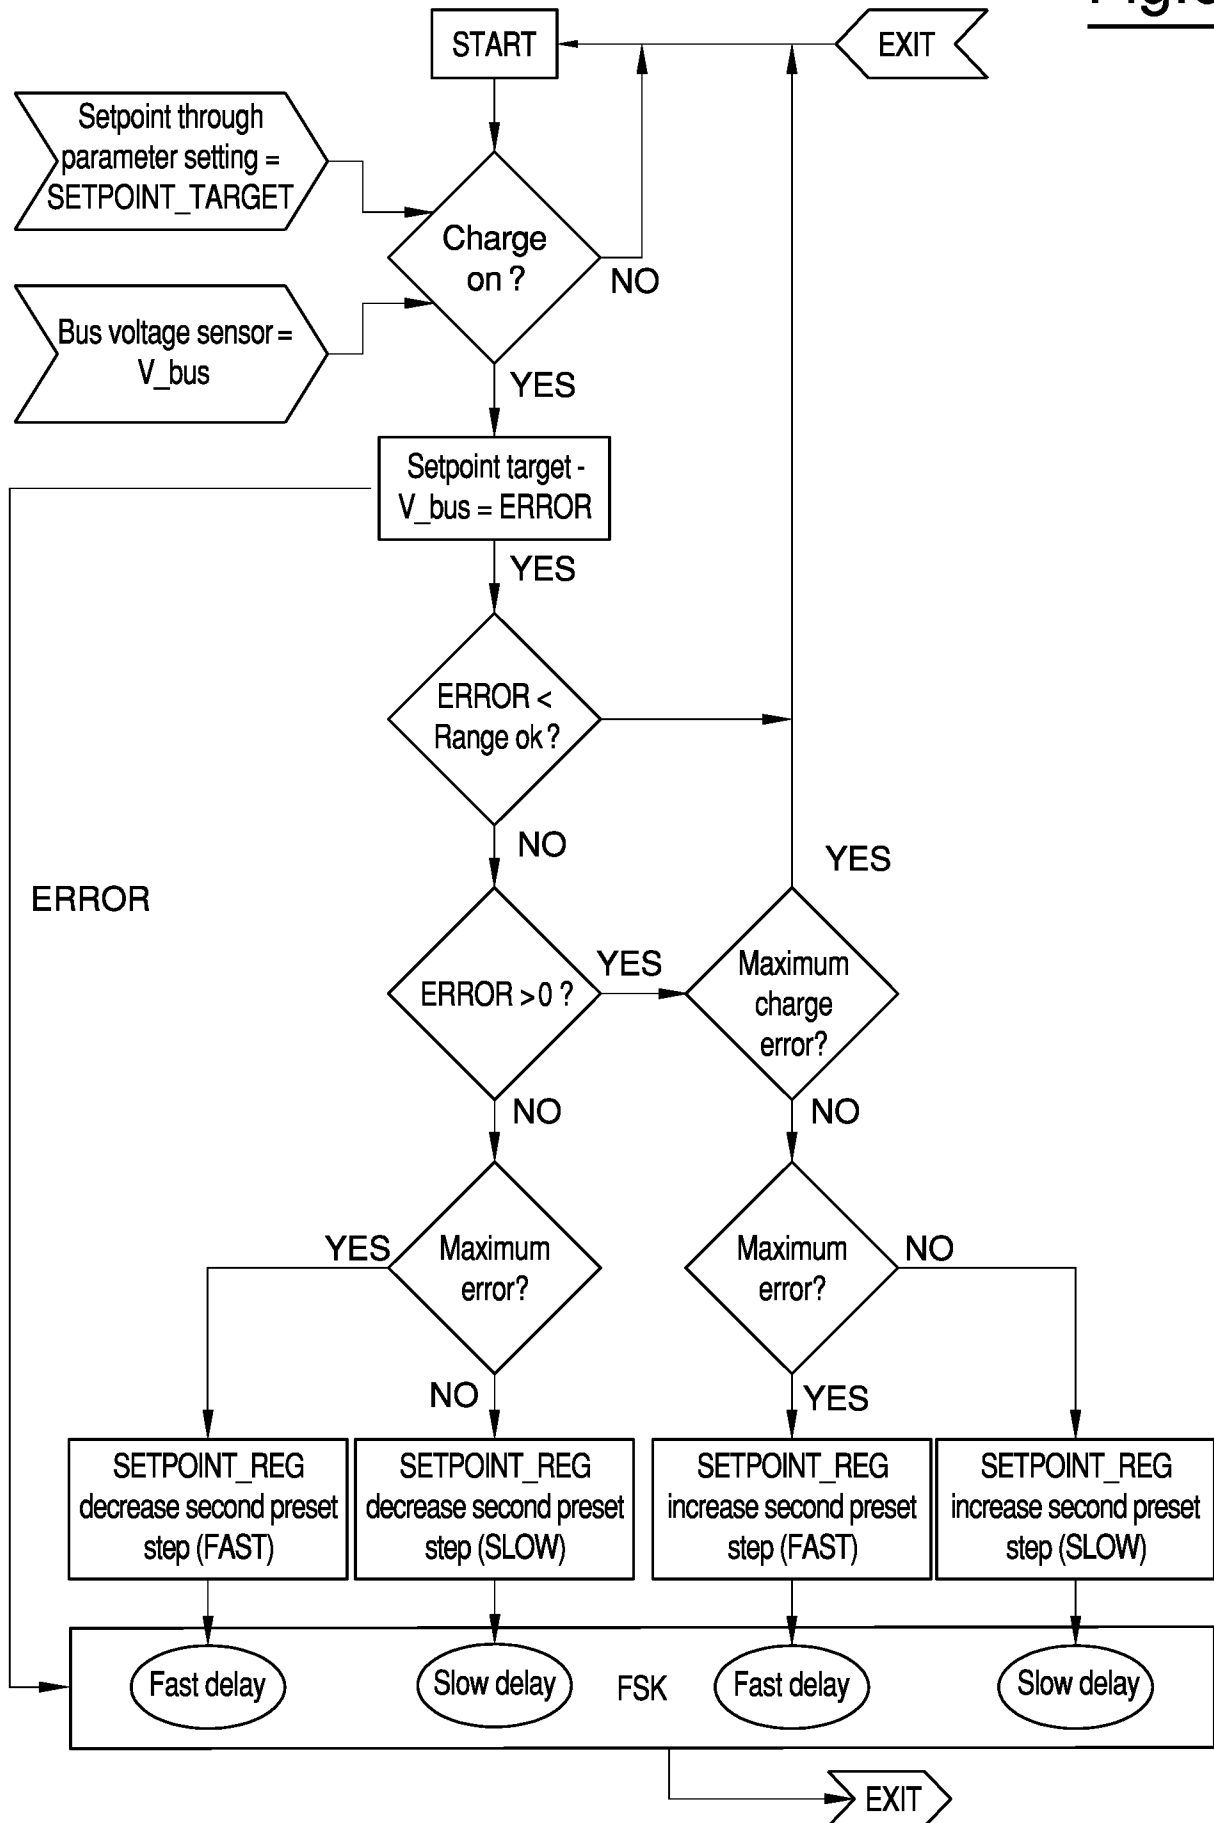 START
EXIT
Setpoint through
parameter setting =
SETPOINT_TARGET
Charge
on ?
NO
Bus voltage sensor =
V_bus
YES
Setpoint target -
V_bus = ERROR
YES
ERROR <
Range ok ?
NO
YES
ERROR
ERROR > 0 ?
YES
Maximum
charge
error?
NO
NO
YES
Maximum
error?
Maximum
error?
NO
NO
YES
SETPOINT_REG
decrease second preset
step (FAST)
SETPOINT_REG
decrease second preset
step (SLOW)
SETPOINT_REG
increase second preset
step (FAST)
SETPOINT_REG
increase second preset
step (SLOW)
Fast delay
Slow delay
FSK
Fast delay
Slow delay
EXIT